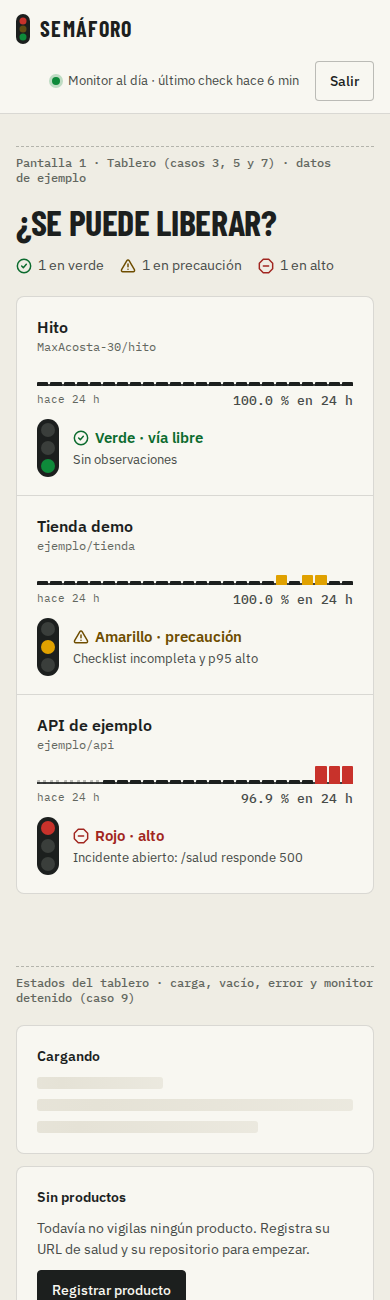 SEMÁFORO
Monitor al día · último check hace 6 min
Salir
Pantalla 1 · Tablero (casos 3, 5 y 7) · datos
de ejemplo
¿SE PUEDE LIBERAR?
1 en verde
1 en precaución
1 en alto
Hito
MaxAcosta-30/hito
hace 24 h
100.0 % en 24 h
Verde · vía libre
Sin observaciones
Tienda demo
ejemplo/tienda
hace 24 h
100.0 % en 24 h
Amarillo · precaución
Checklist incompleta y p95 alto
API de ejemplo
ejemplo/api
hace 24 h
96.9 % en 24 h
Rojo · alto
Incidente abierto: /salud responde 500
Estados del tablero · carga, vacío, error y monitor
detenido (caso 9)
Cargando
Sin productos
Todavía no vigilas ningún producto. Registra su
URL de salud y su repositorio para empezar.
Registrar producto